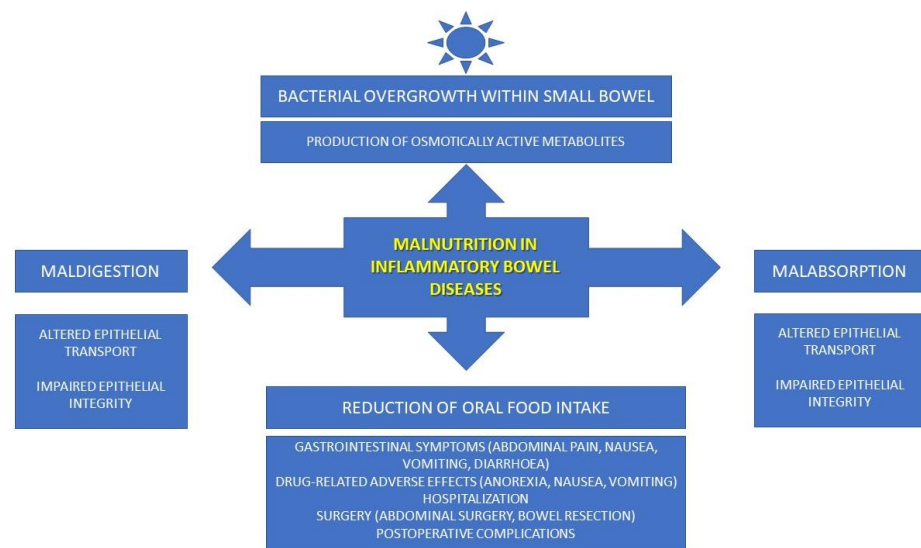 BACTERIAL OVERGROWTH WITHIN SMALL BOWEL
PRODUCTION OF OSMOTICALLY ACTIVE METABOLITES
MALNUTRITION IN
INFLAMMATORY BOWEL
DISEASES
MALDIGESTION
ALTERED EPITHELIAL
TRANSPORT
IMPAIRED EPITHELIAL
INTEGRITY
MALABSORPTION
ALTERED EPITHELIAL
TRANSPORT
IMPAIRED EPITHELIAL
INTEGRITY
REDUCTION OF ORAL FOOD INTAKE
GASTROINTESTINAL SYMPTOMS (ABDOMINAL PAIN, NAUSEA,
VOMITING, DIARRHOEA)
DRUG-RELATED ADVERSE EFFECTS (ANOREXIA, NAUSEA, VOMITING)
HOSPITALIZATION
SURGERY (ABDOMINAL SURGERY, BOWEL RESECTION)
POSTOPERATIVE COMPLICATIONS